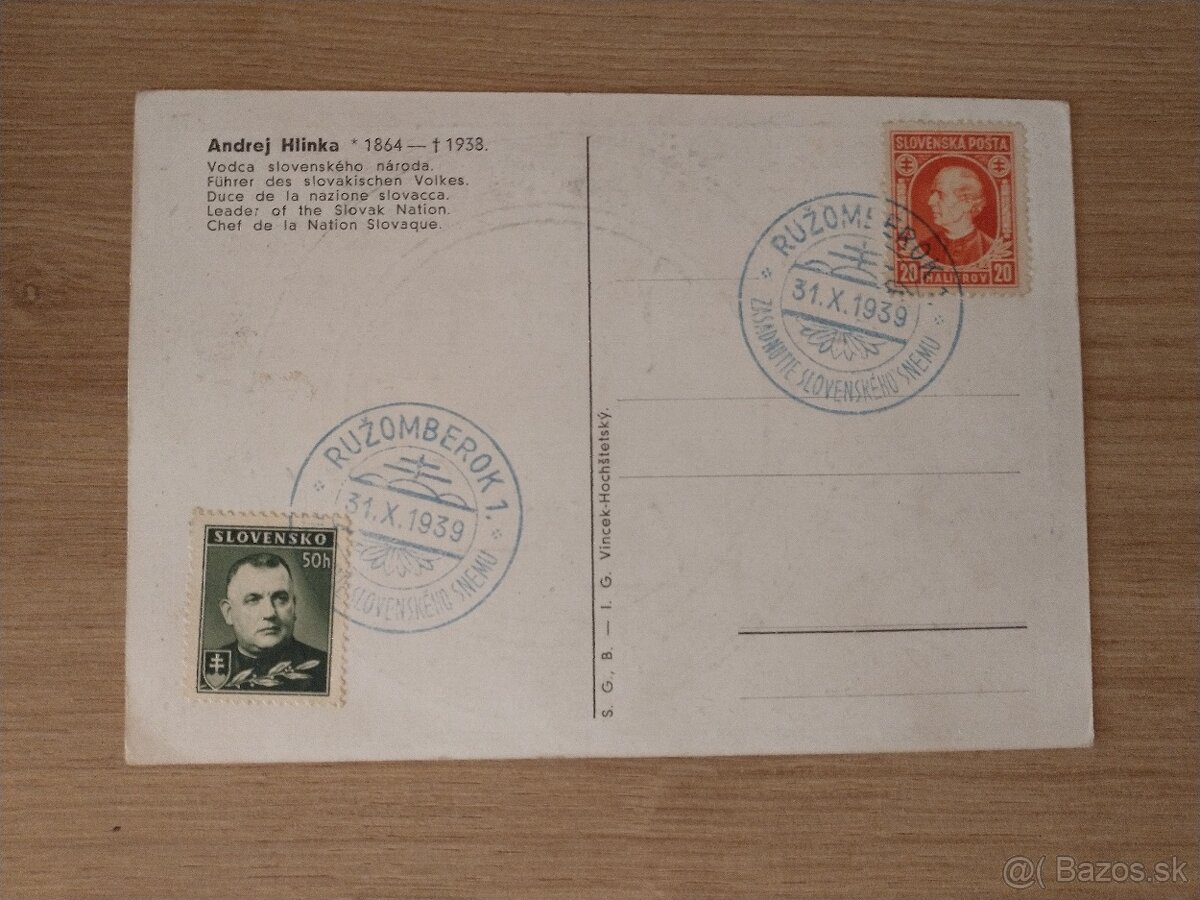 Andrej Hlinka * 1864 — † 1938.
Vodca slovenského národa.
Führer des slovakischen Volkes.
Duce de la nazione slovacca.
Leader of the Slovak Nation.
Chef de la Nation Slovaque.
SLOVENSKÁ POŠTA
20 HALIEROV 20
RUŽOMBEROK 1.
31.X.1939
ZASADNUTIE SLOVENSKÉHO SNEMU
RUŽOMBEROK 1.
31.X.1939
SLOVENSKÉHO SNEMU
SLOVENSKO
50h
S. G., B. — I. G. Vincek-Hochštetský.
@( Bazos.sk